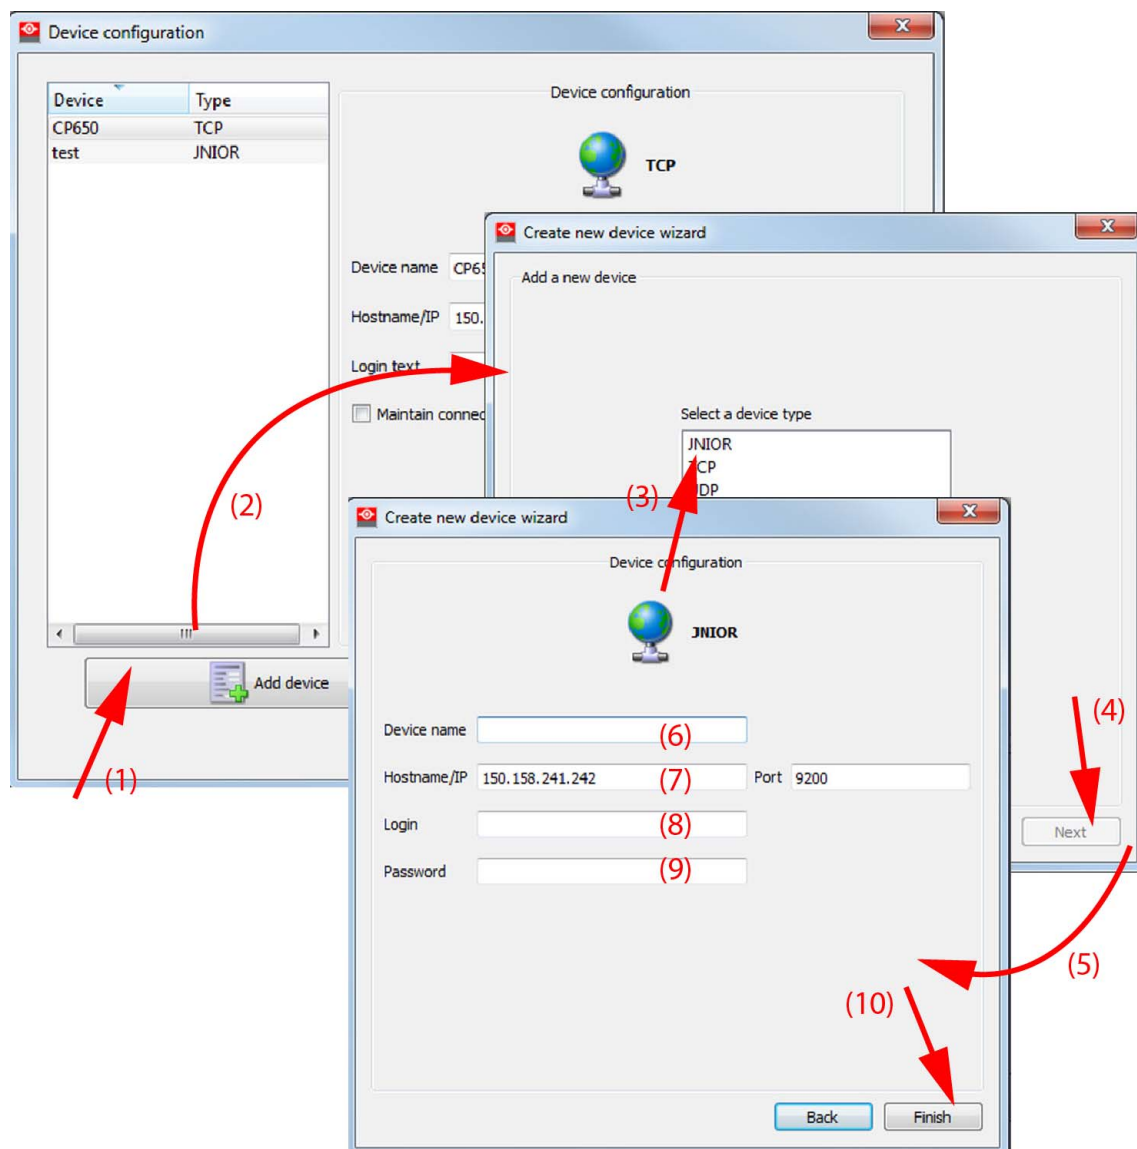 Device configuration
Device Type
CP650 TCP
test JNIOR
Device configuration
TCP
Device name CP65
Hostname/IP 150.
Login text
Maintain connec
Add device
(1)
(2)
Create new device wizard
Add a new device
Select a device type
JNIOR
TCP
UDP
(3)
(4)
Next
(5)
Create new device wizard
Device configuration
JNIOR
Device name (6)
Hostname/IP 150.158.241.242 (7) Port 9200
Login (8)
Password (9)
(10)
Back Finish